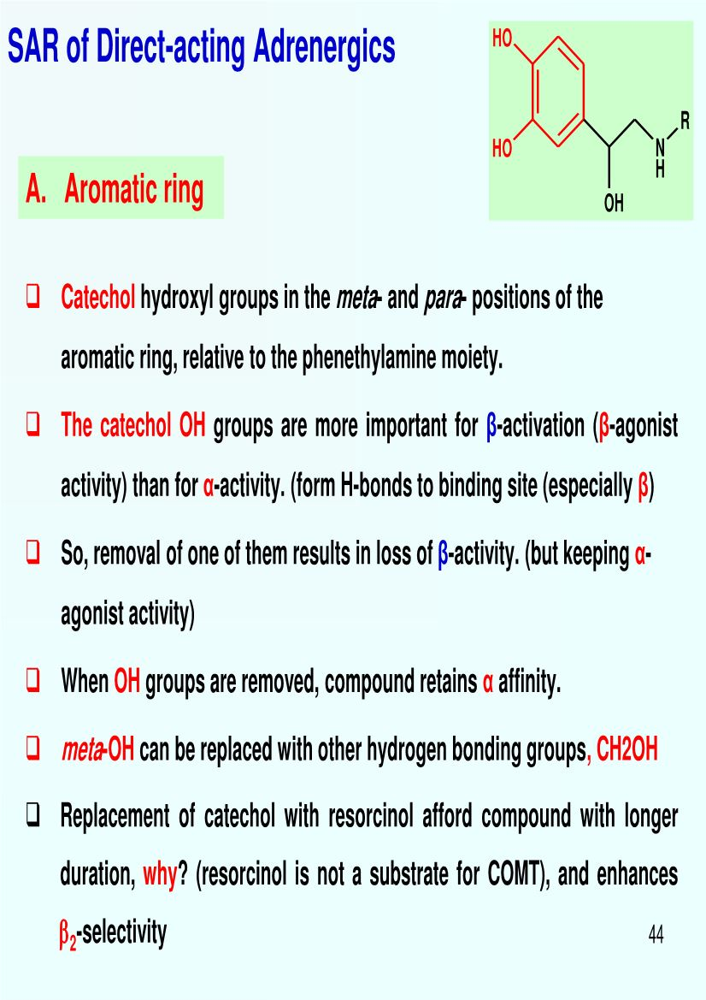 SAR of Direct-acting Adrenergics
HO
HO
R
N
H
OH
A. Aromatic ring
❑ Catechol hydroxyl groups in the meta- and para- positions of the
aromatic ring, relative to the phenethylamine moiety.
❑ The catechol OH groups are more important for β-activation (β-agonist
activity) than for α-activity. (form H-bonds to binding site (especially β)
❑ So, removal of one of them results in loss of β-activity. (but keeping α-
agonist activity)
❑ When OH groups are removed, compound retains α affinity.
❑ meta-OH can be replaced with other hydrogen bonding groups, CH2OH
❑ Replacement of catechol with resorcinol afford compound with longer
duration, why? (resorcinol is not a substrate for COMT), and enhances
β2-selectivity
44